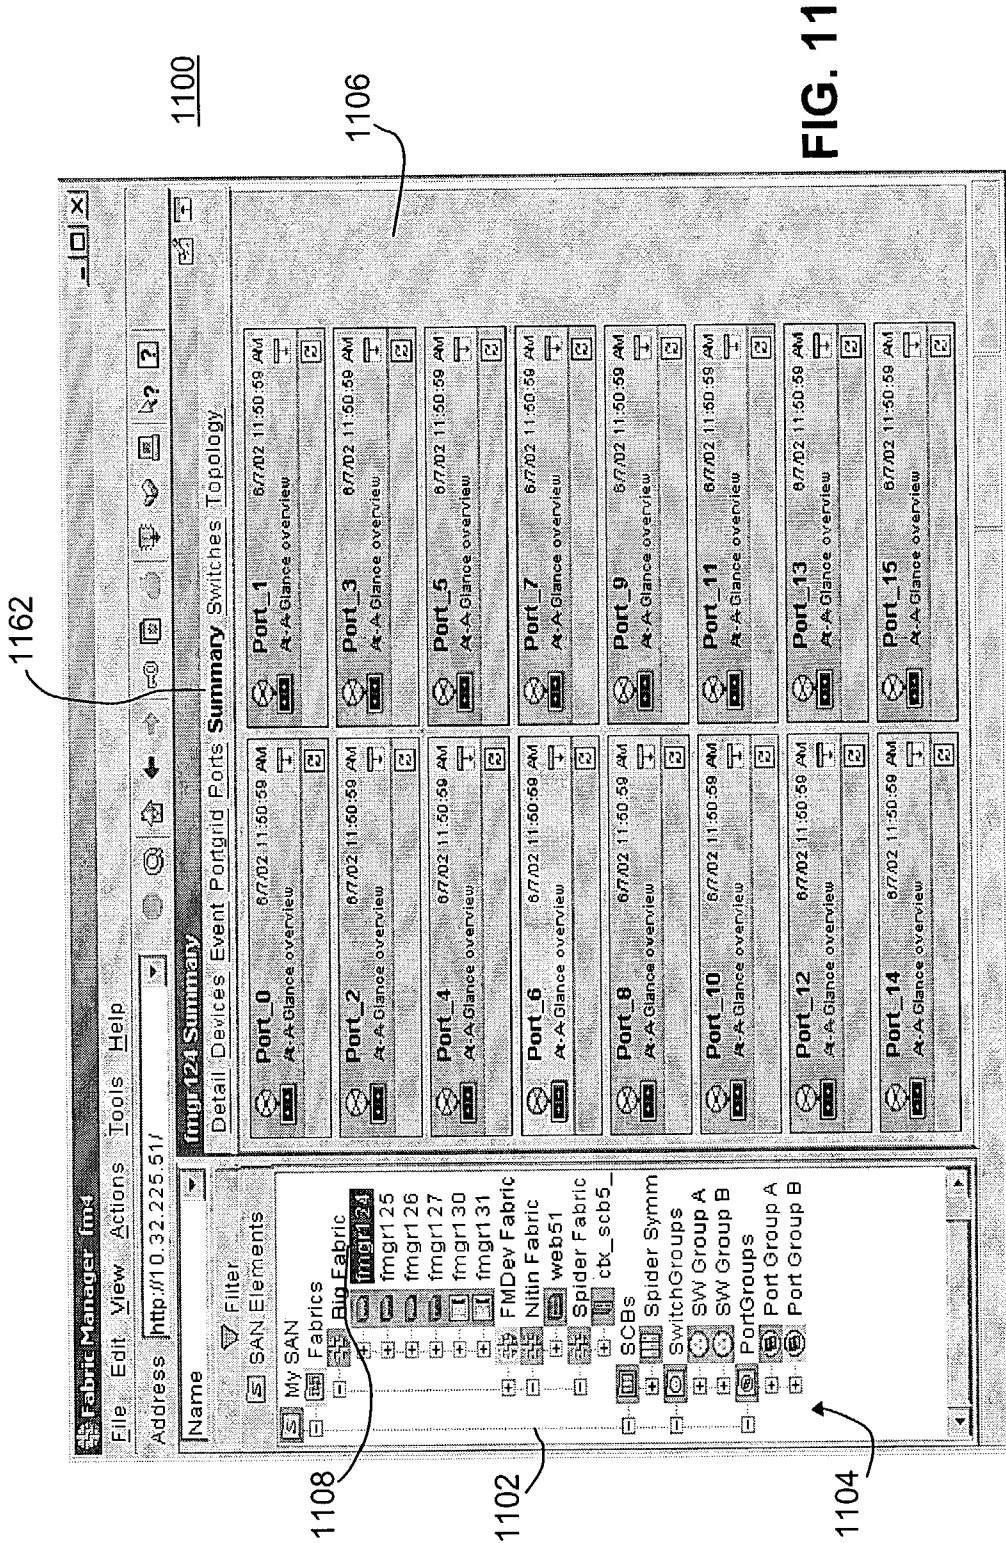 1100
FIG. 11
1162
1106
1108
1102
1104
Fabric Manager fm4
File Edit View Actions Tools Help
Address http://10.32.225.51/
?
Name
Filter
SAN Elements
My SAN
Fabrics
Big Fabric
fmgr124
fmgr125
fmgr126
fmgr127
fmgr130
fmgr131
FMDev Fabric
Nitin Fabric
web51
Spider Fabric
ctx_scb5_
SCBs
Spider Symm
SwitchGroups
SW Group A
SW Group B
PortGroups
Port Group A
Port Group B
fmgr124 Summary
Detail Devices Event Portgrid Ports Summary Switches Topology
Port_0 6/7/02 11:50:59 AM
At-A-Glance overview
Port_1 6/7/02 11:50:59 AM
At-A-Glance overview
Port_2 6/7/02 11:50:59 AM
At-A-Glance overview
Port_3 6/7/02 11:50:59 AM
At-A-Glance overview
Port_4 6/7/02 11:50:59 AM
At-A-Glance overview
Port_5 6/7/02 11:50:59 AM
At-A-Glance overview
Port_6 6/7/02 11:50:59 AM
At-A-Glance overview
Port_7 6/7/02 11:50:59 AM
At-A-Glance overview
Port_8 6/7/02 11:50:59 AM
At-A-Glance overview
Port_9 6/7/02 11:50:59 AM
At-A-Glance overview
Port_10 6/7/02 11:50:59 AM
At-A-Glance overview
Port_11 6/7/02 11:50:59 AM
At-A-Glance overview
Port_12 6/7/02 11:50:59 AM
At-A-Glance overview
Port_13 6/7/02 11:50:59 AM
At-A-Glance overview
Port_14 6/7/02 11:50:59 AM
At-A-Glance overview
Port_15 6/7/02 11:50:59 AM
At-A-Glance overview